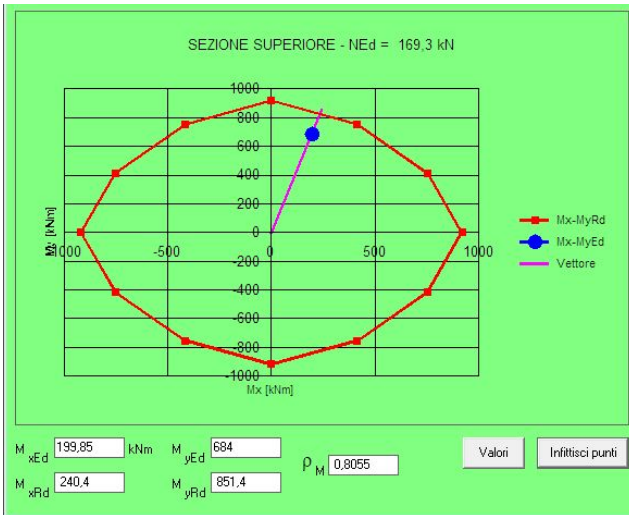 SEZIONE SUPERIORE - NEd = 169,3 kN
1000
800
600
400
200
0
-200
-400
-600
-800
-1000
-1000 -500 0 500 1000
Mx [kNm]
Mx-MyRd
Mx-MyEd
Vettore
M xEd 199,85 kNm M yEd 684
ρ M 0,8055
Valori Infittisci punti
M xRd 240,4 M yRd 851,4